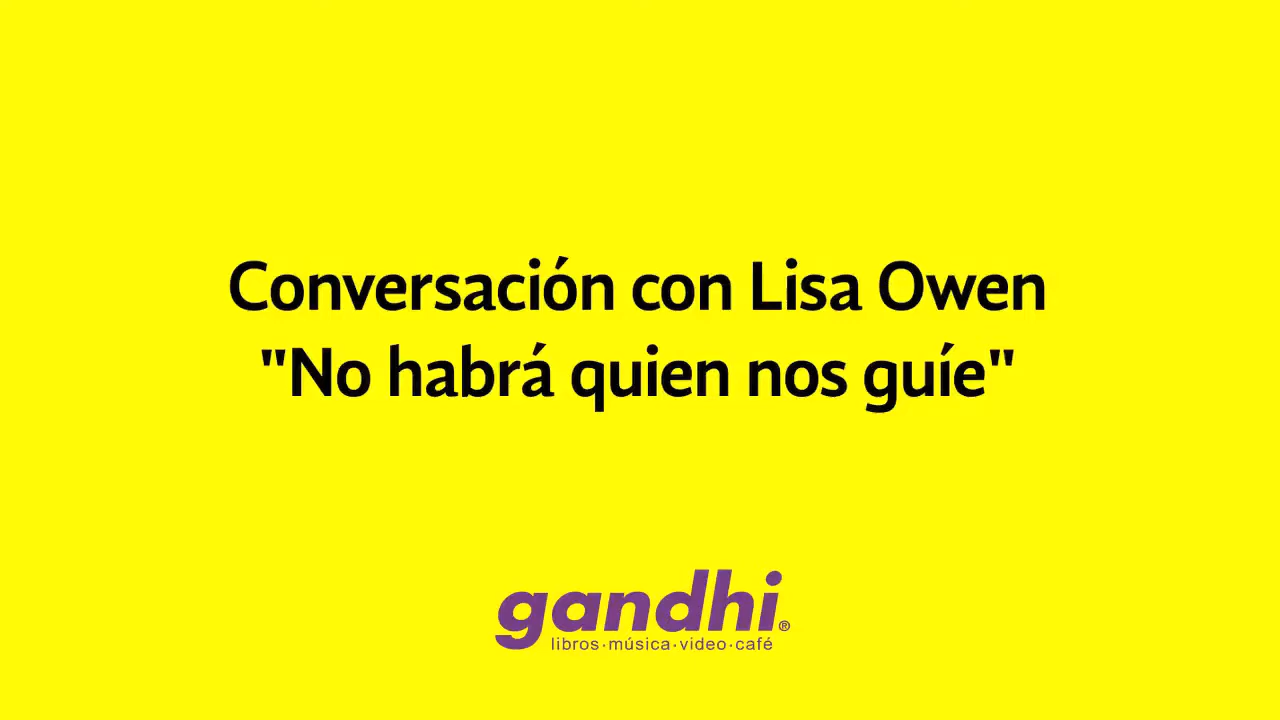 Conversación con Lisa Owen
"No habrá quien nos guíe"
gandhi®
libros·música·video·café